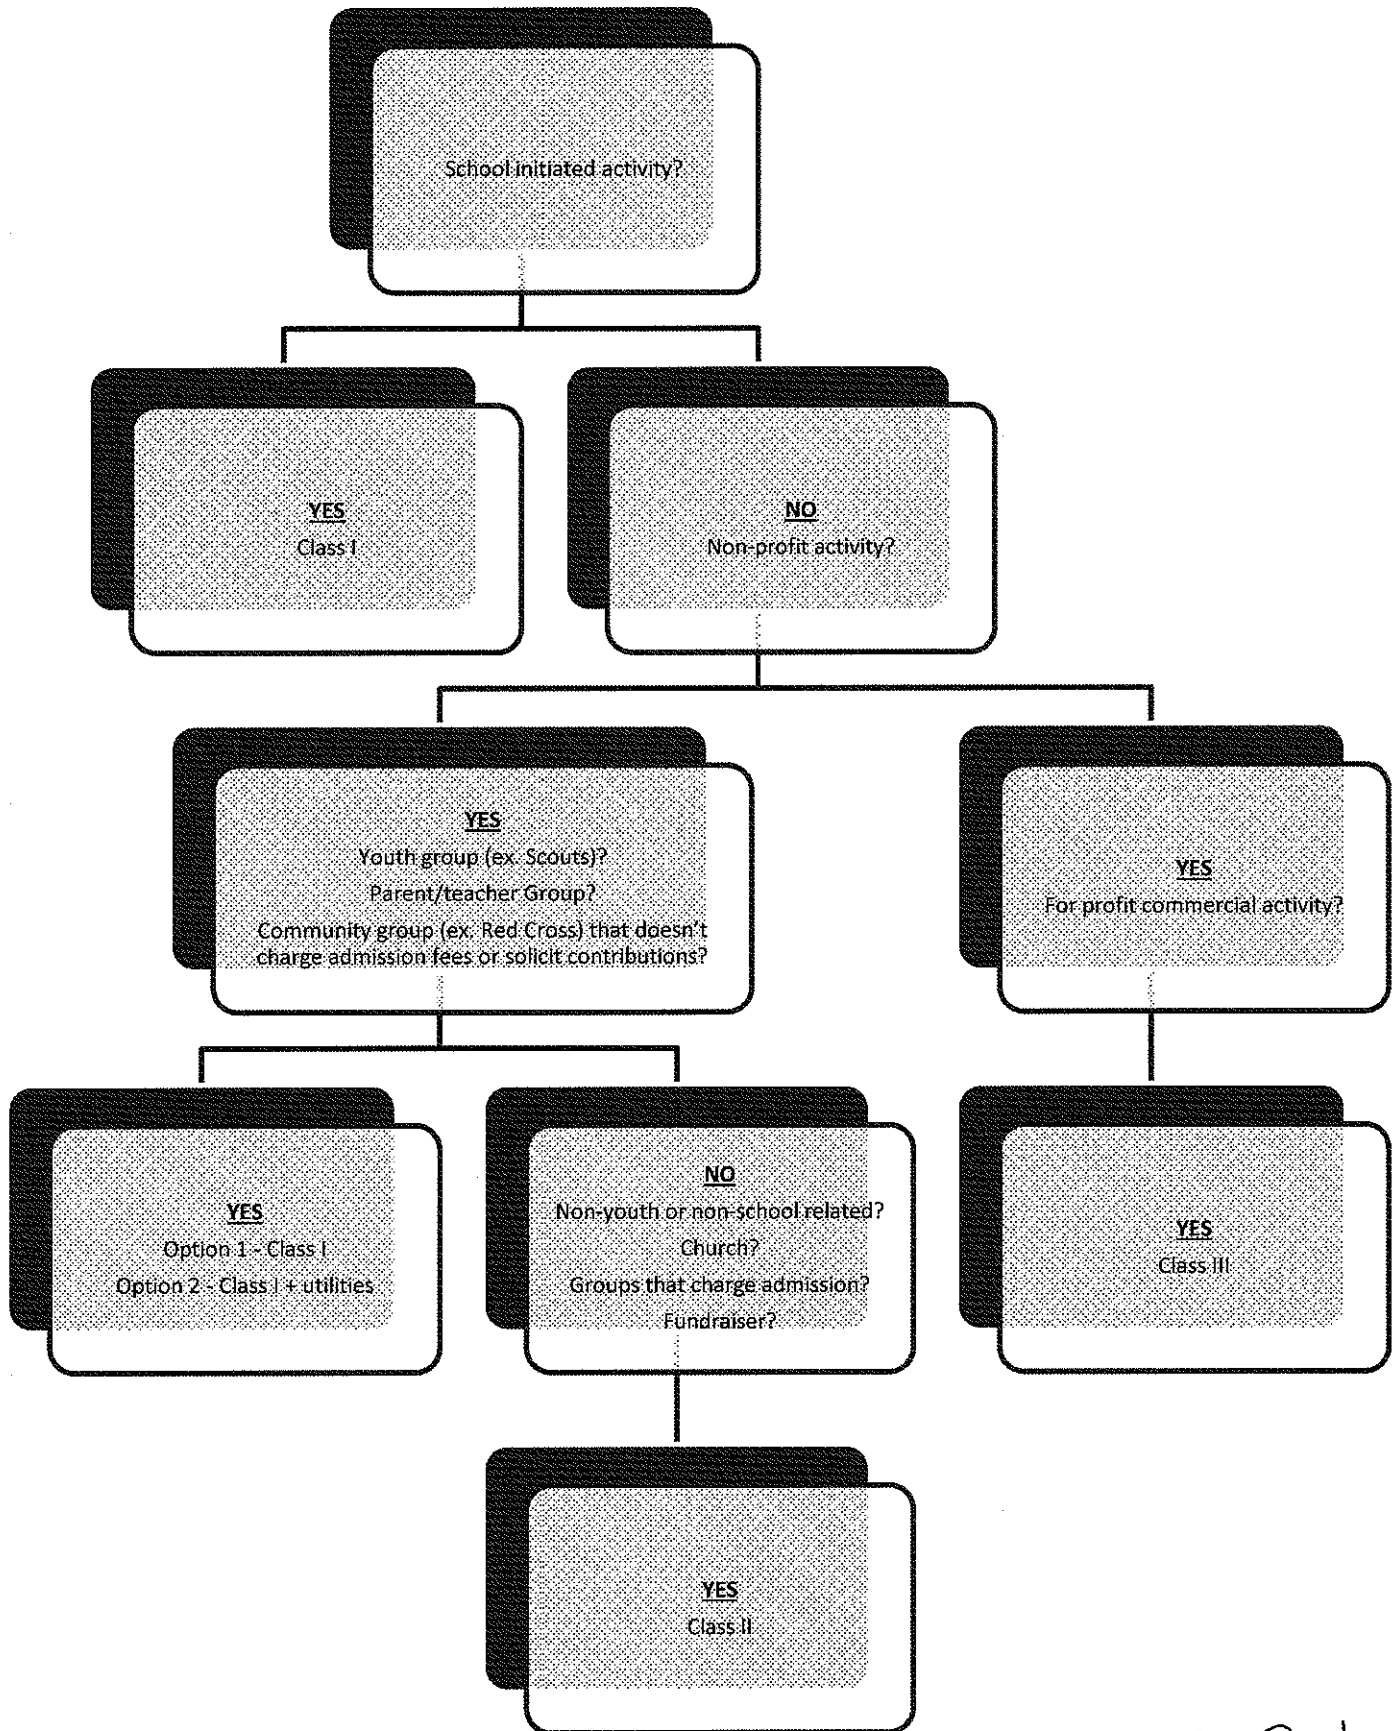 School initiated activity?
YES
Class I
NO
Non-profit activity?
YES
Youth group (ex. Scouts)?
Parent/teacher Group?
Community group (ex. Red Cross) that doesn't
charge admission fees or solicit contributions?
YES
For profit commercial activity?
YES
Option 1 - Class I
Option 2 - Class I + utilities
NO
Non-youth or non-school related?
Church?
Groups that charge admission?
Fundraiser?
YES
Class III
YES
Class II